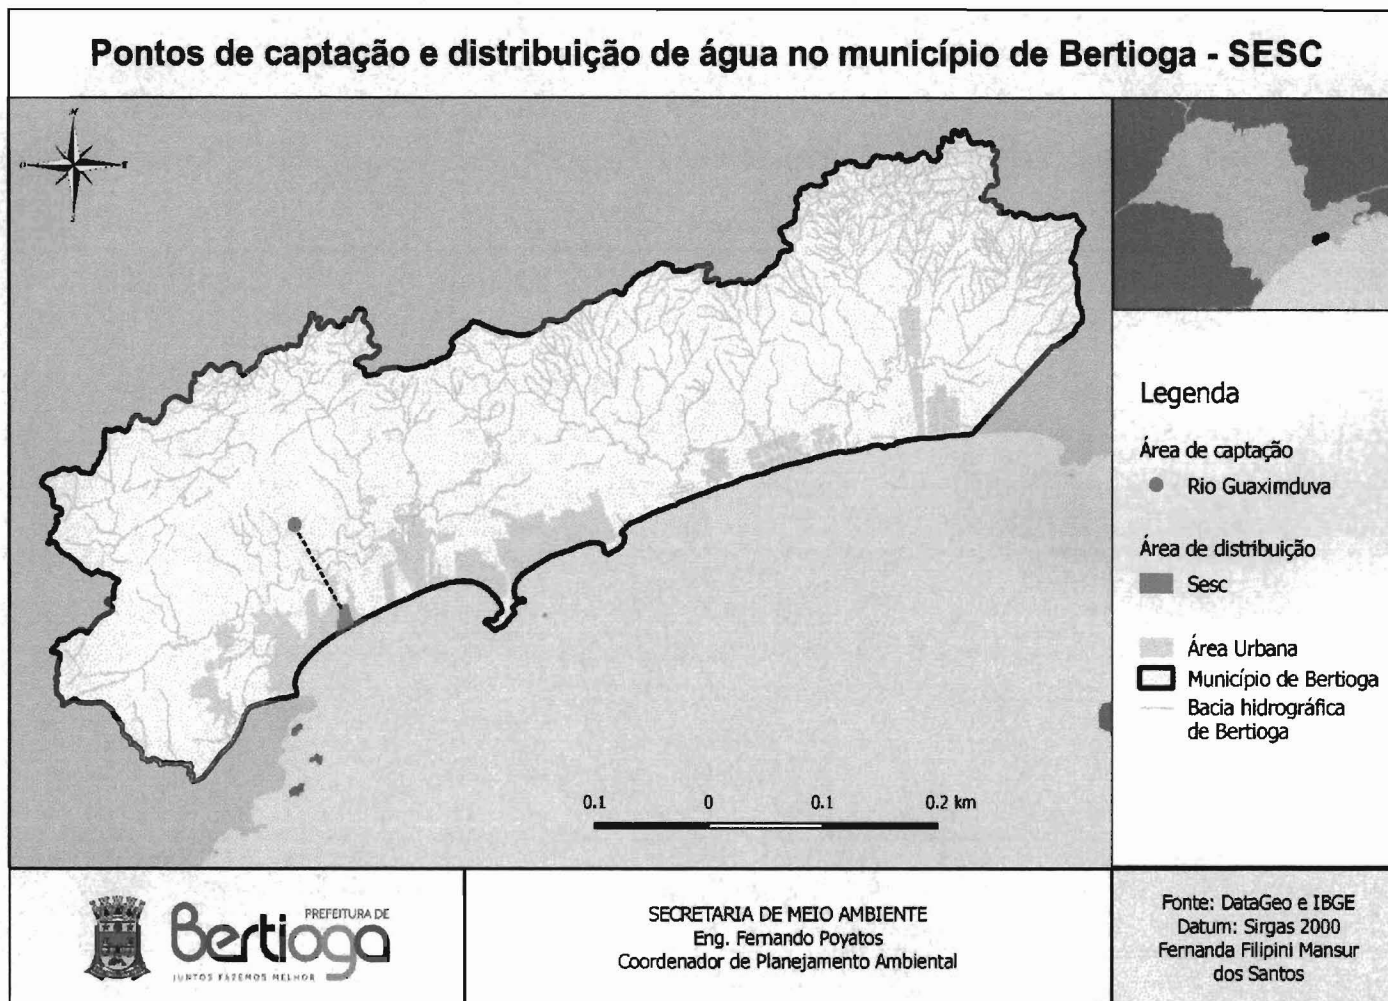 Pontos de captação e distribuição de água no município de Bertioga - SESC
N
O
E
S
Legenda
Área de captação
Rio Guaximduva
Área de distribuição
Sesc
Área Urbana
Município de Bertioga
Bacia hidrográfica
de Bertioga
0.1 0 0.1 0.2 km
PREFEITURA DE
Bertioga
JUNTOS FAZEMOS MELHOR
SECRETARIA DE MEIO AMBIENTE
Eng. Fernando Poyatos
Coordenador de Planejamento Ambiental
Fonte: DataGeo e IBGE
Datum: Sirgas 2000
Fernanda Filipini Mansur
dos Santos